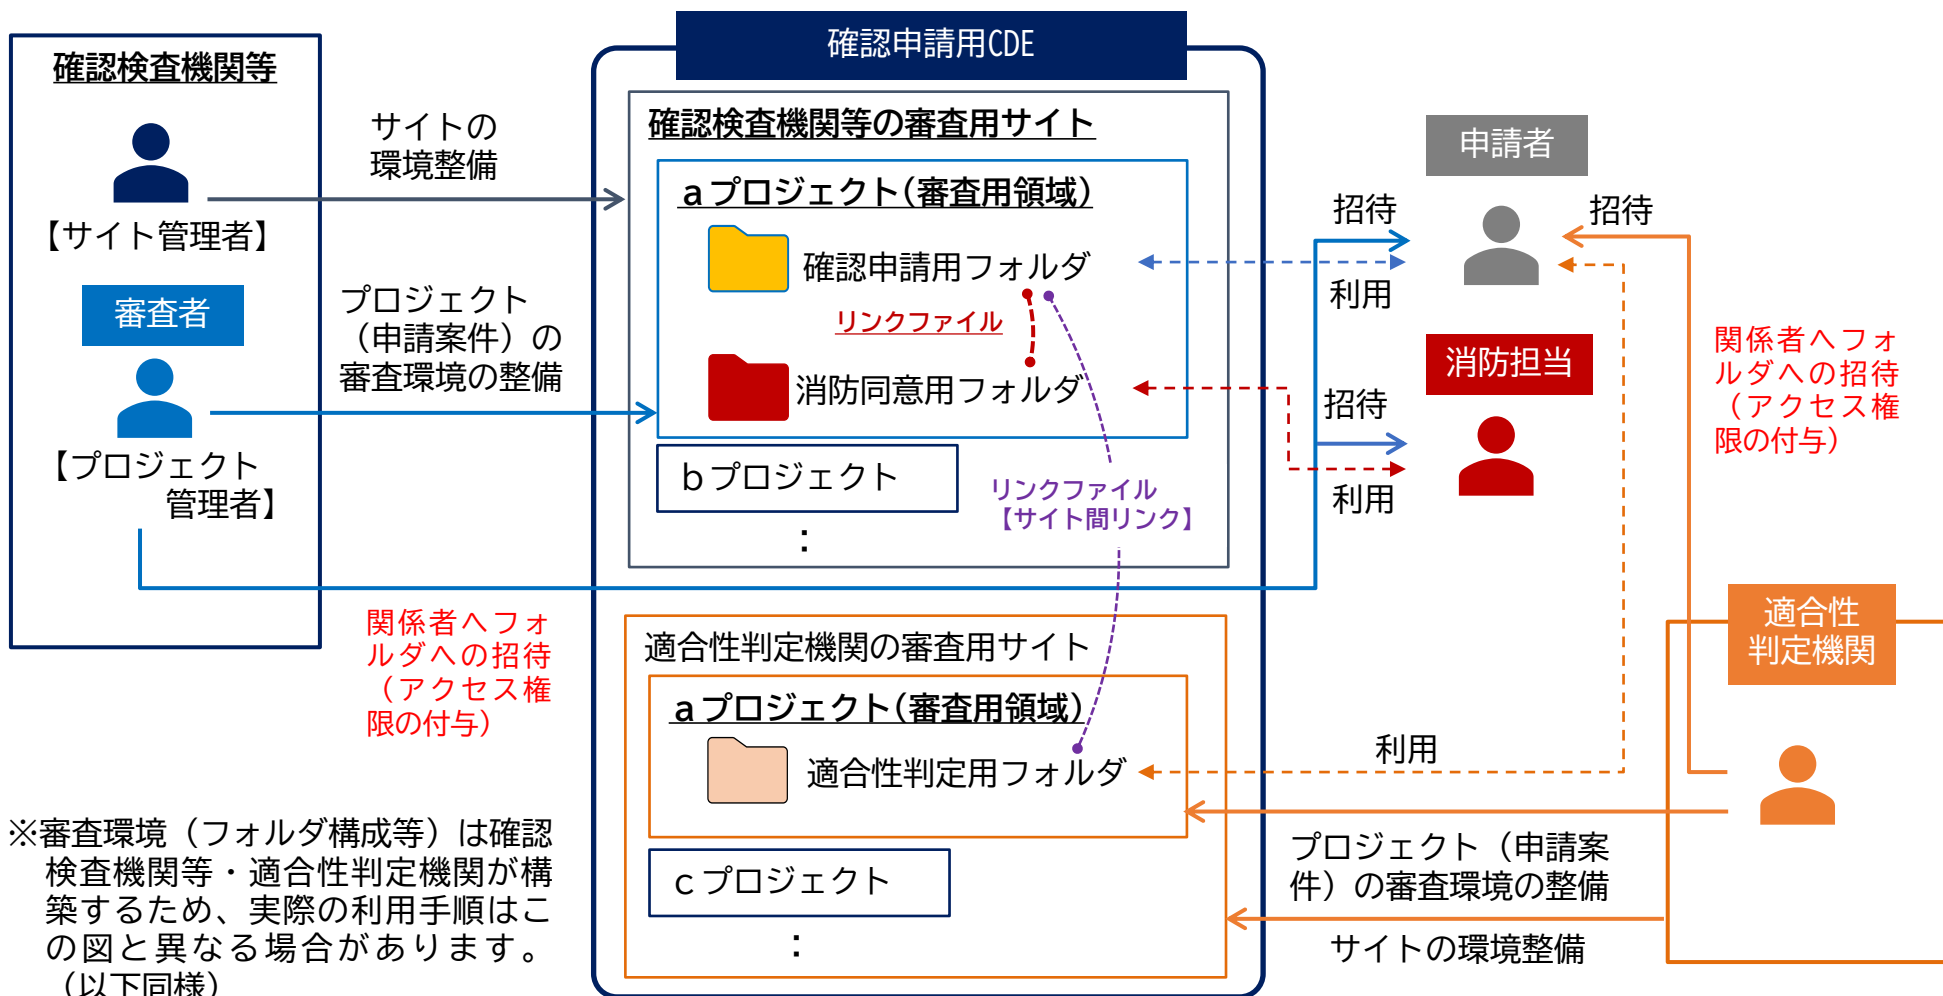 確認申請用CDE
確認検査機関等
【サイト管理者】
審査者
【プロジェクト
管理者】
サイトの
環境整備
プロジェクト
（申請案件）の
審査環境の整備
関係者へフォ
ルダへの招待
（アクセス権
限の付与）
確認検査機関等の審査用サイト
aプロジェクト(審査用領域)
確認申請用フォルダ
リンクファイル
消防同意用フォルダ
bプロジェクト
：
リンクファイル
【サイト間リンク】
適合性判定機関の審査用サイト
aプロジェクト(審査用領域)
適合性判定用フォルダ
cプロジェクト
：
申請者
招待
招待
利用
消防担当
招待
利用
関係者へフォ
ルダへの招待
（アクセス権
限の付与）
適合性
判定機関
利用
プロジェクト（申請案
件）の審査環境の整備
サイトの環境整備
※審査環境（フォルダ構成等）は確認
検査機関等・適合性判定機関が構
築するため、実際の利用手順はこ
の図と異なる場合があります。
（以下同様）